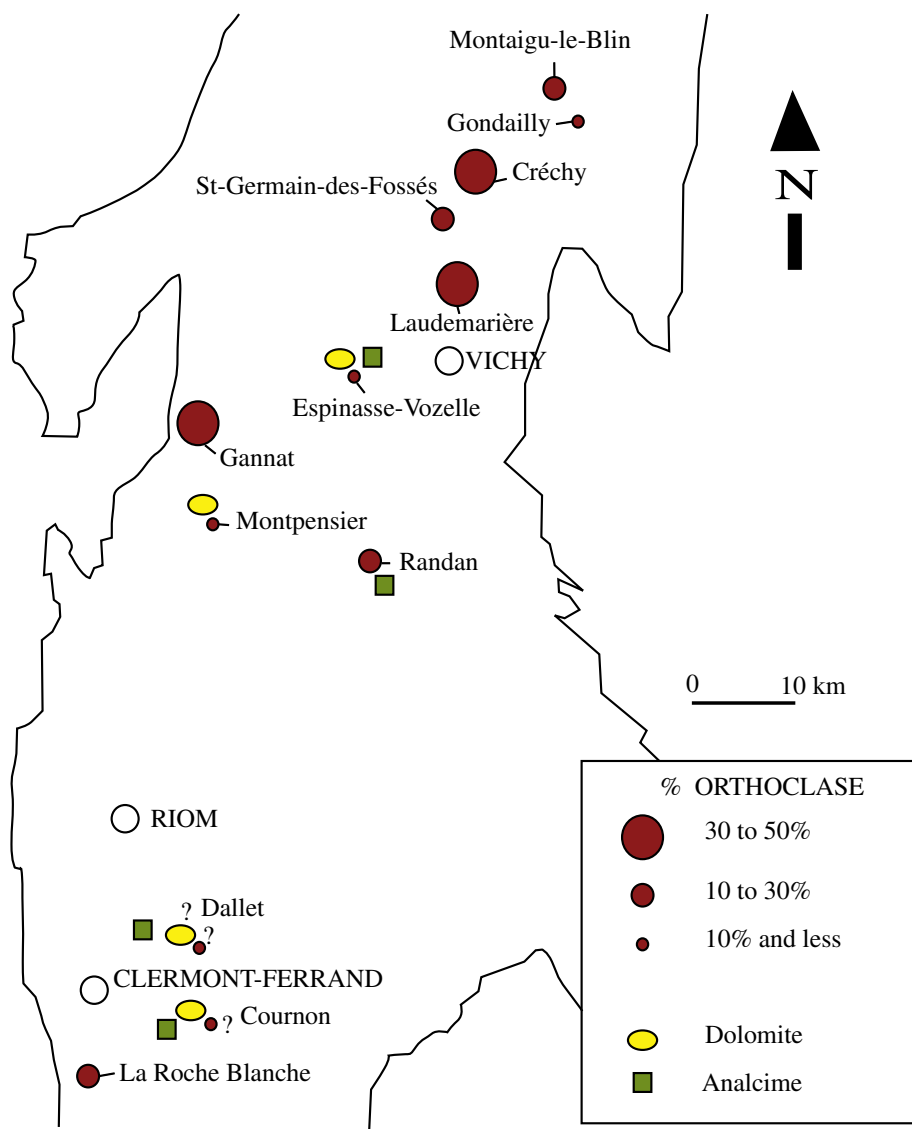 Montaigu-le-Blin
Gondailly
Créchy
St-Germain-des-Fossés
N
Laudemarière
VICHY
Espinasse-Vozelle
Gannat
Montpensier
Randan
0 10 km
% ORTHOCLASE
30 to 50%
10 to 30%
10% and less
Dolomite
Analcime
RIOM
? Dallet
?
CLERMONT-FERRAND
? Cournon
La Roche Blanche